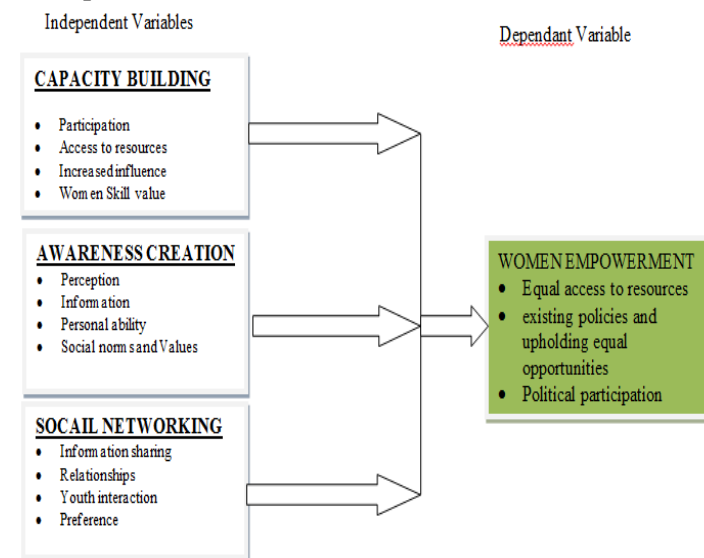 Independent Variables
Dependant Variable
CAPACITY BUILDING
• Participation
• Access to resources
• Increased influence
• Women Skill value
AWARENESS CREATION
• Perception
• Information
• Personal ability
• Social norms and Values
SOCAIL NETWORKING
• Information sharing
• Relationships
• Youth interaction
• Preference
WOMEN EMPOWERMENT
• Equal access to resources
• existing policies and
upholding equal
opportunities
• Political participation